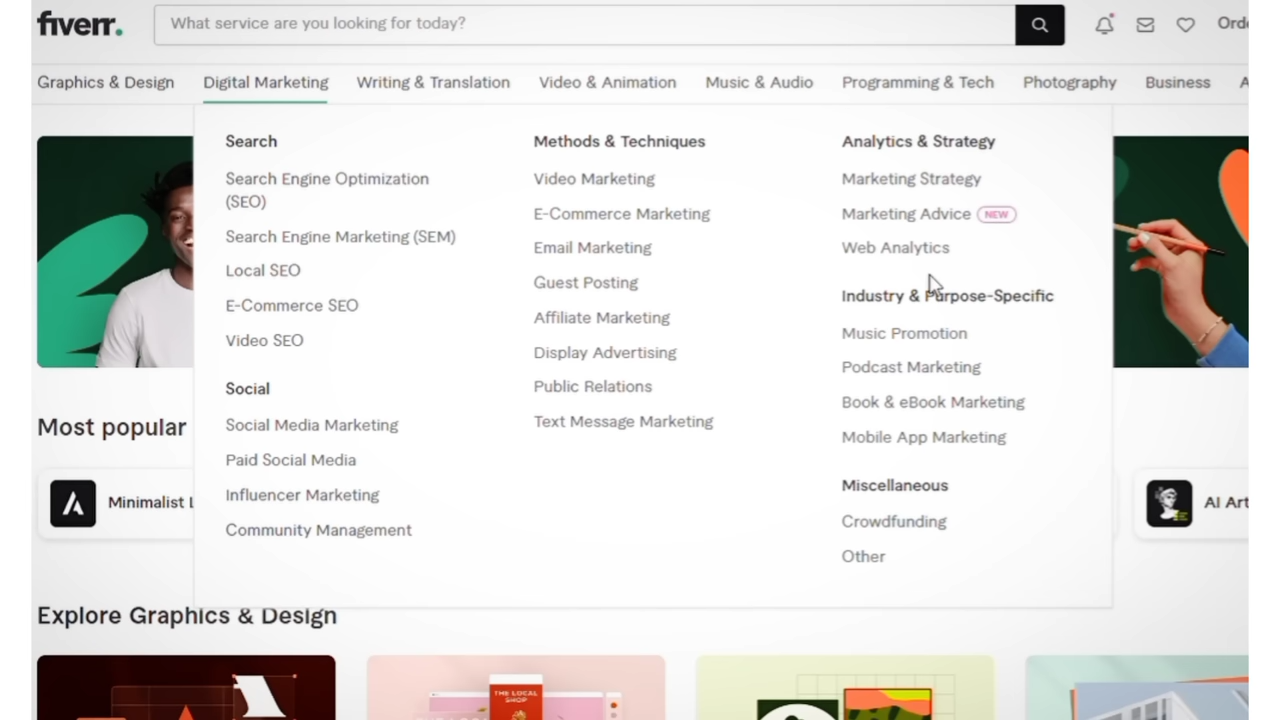 fiverr.
What service are you looking for today?
Graphics & Design
Digital Marketing
Writing & Translation
Video & Animation
Music & Audio
Programming & Tech
Photography
Business
Search
Search Engine Optimization
(SEO)
Search Engine Marketing (SEM)
Local SEO
E-Commerce SEO
Video SEO
Social
Social Media Marketing
Paid Social Media
Influencer Marketing
Community Management
Methods & Techniques
Video Marketing
E-Commerce Marketing
Email Marketing
Guest Posting
Affiliate Marketing
Display Advertising
Public Relations
Text Message Marketing
Analytics & Strategy
Marketing Strategy
Marketing Advice NEW
Web Analytics
Industry & Purpose-Specific
Music Promotion
Podcast Marketing
Book & eBook Marketing
Mobile App Marketing
Miscellaneous
Crowdfunding
Other
Most popular
Minimalist
AI Art
Explore Graphics & Design
THE LOCAL
SHOP